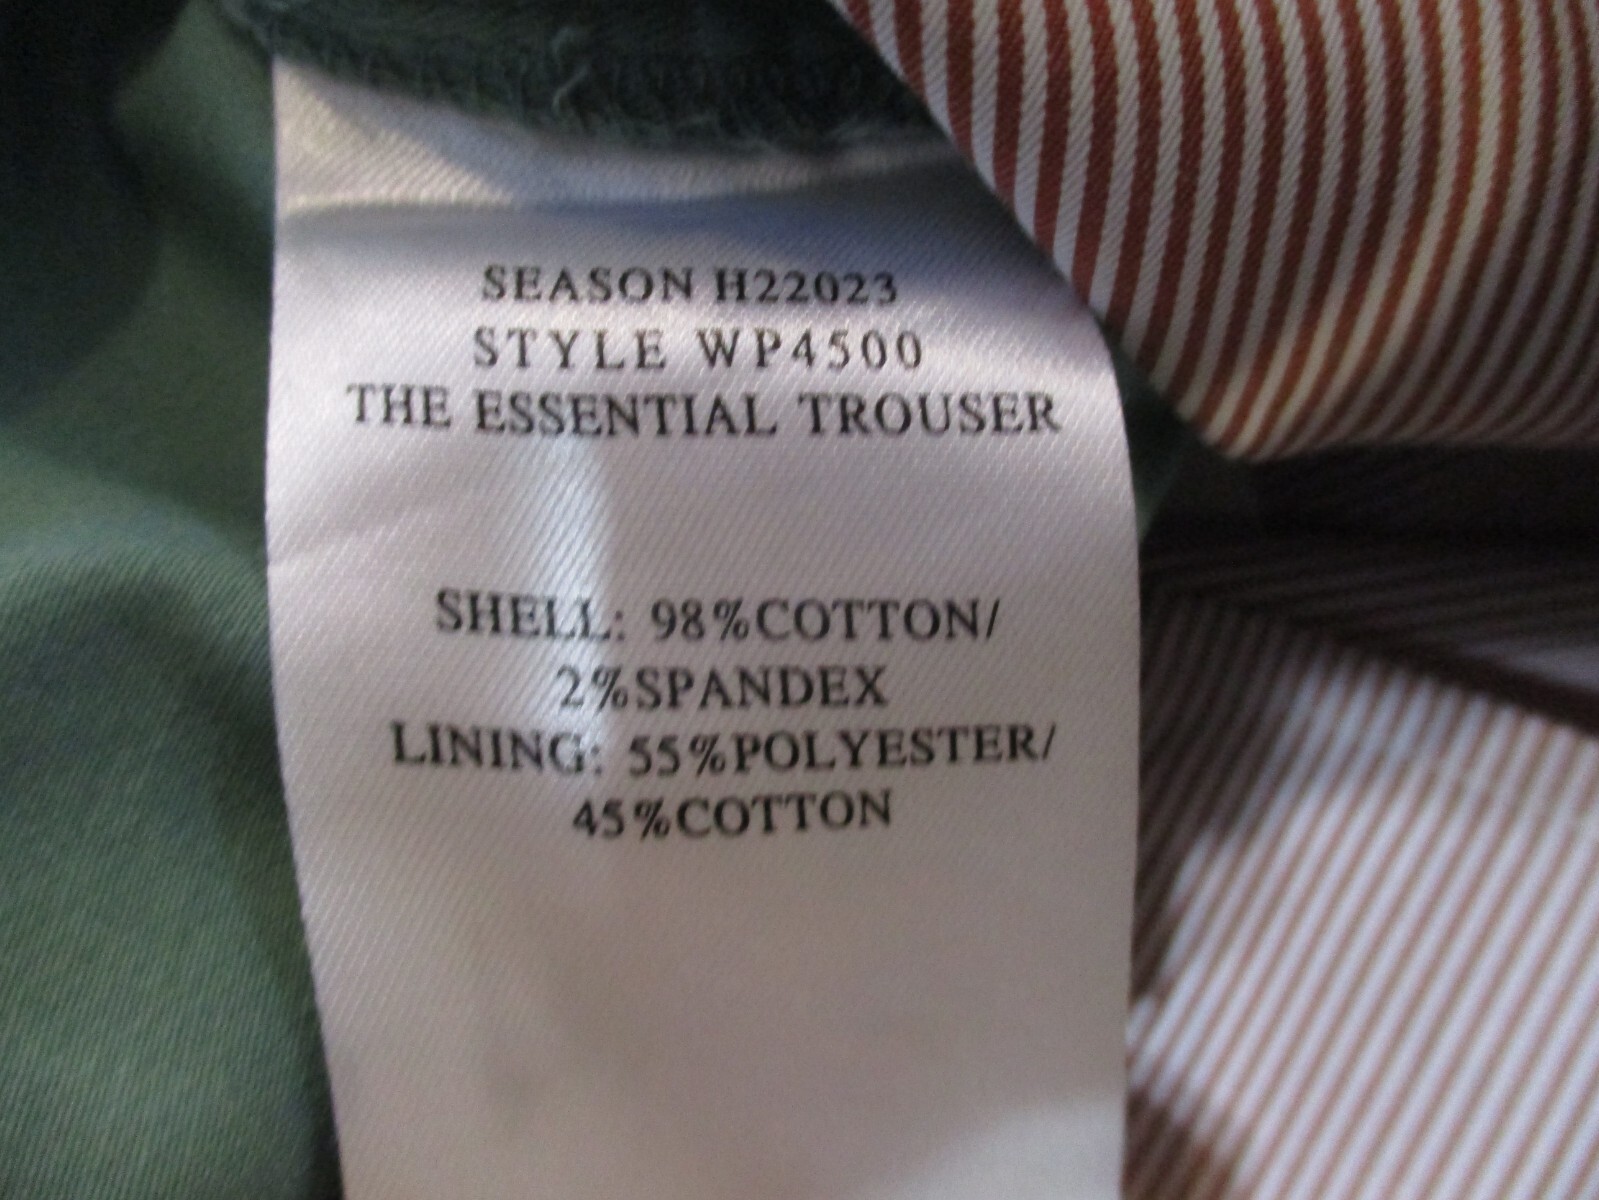 SEASON H22023
STYLE WP4500
THE ESSENTIAL TROUSER
SHELL: 98%COTTON/
2%SPANDEX
LINING: 55%POLYESTER/
45%COTTON